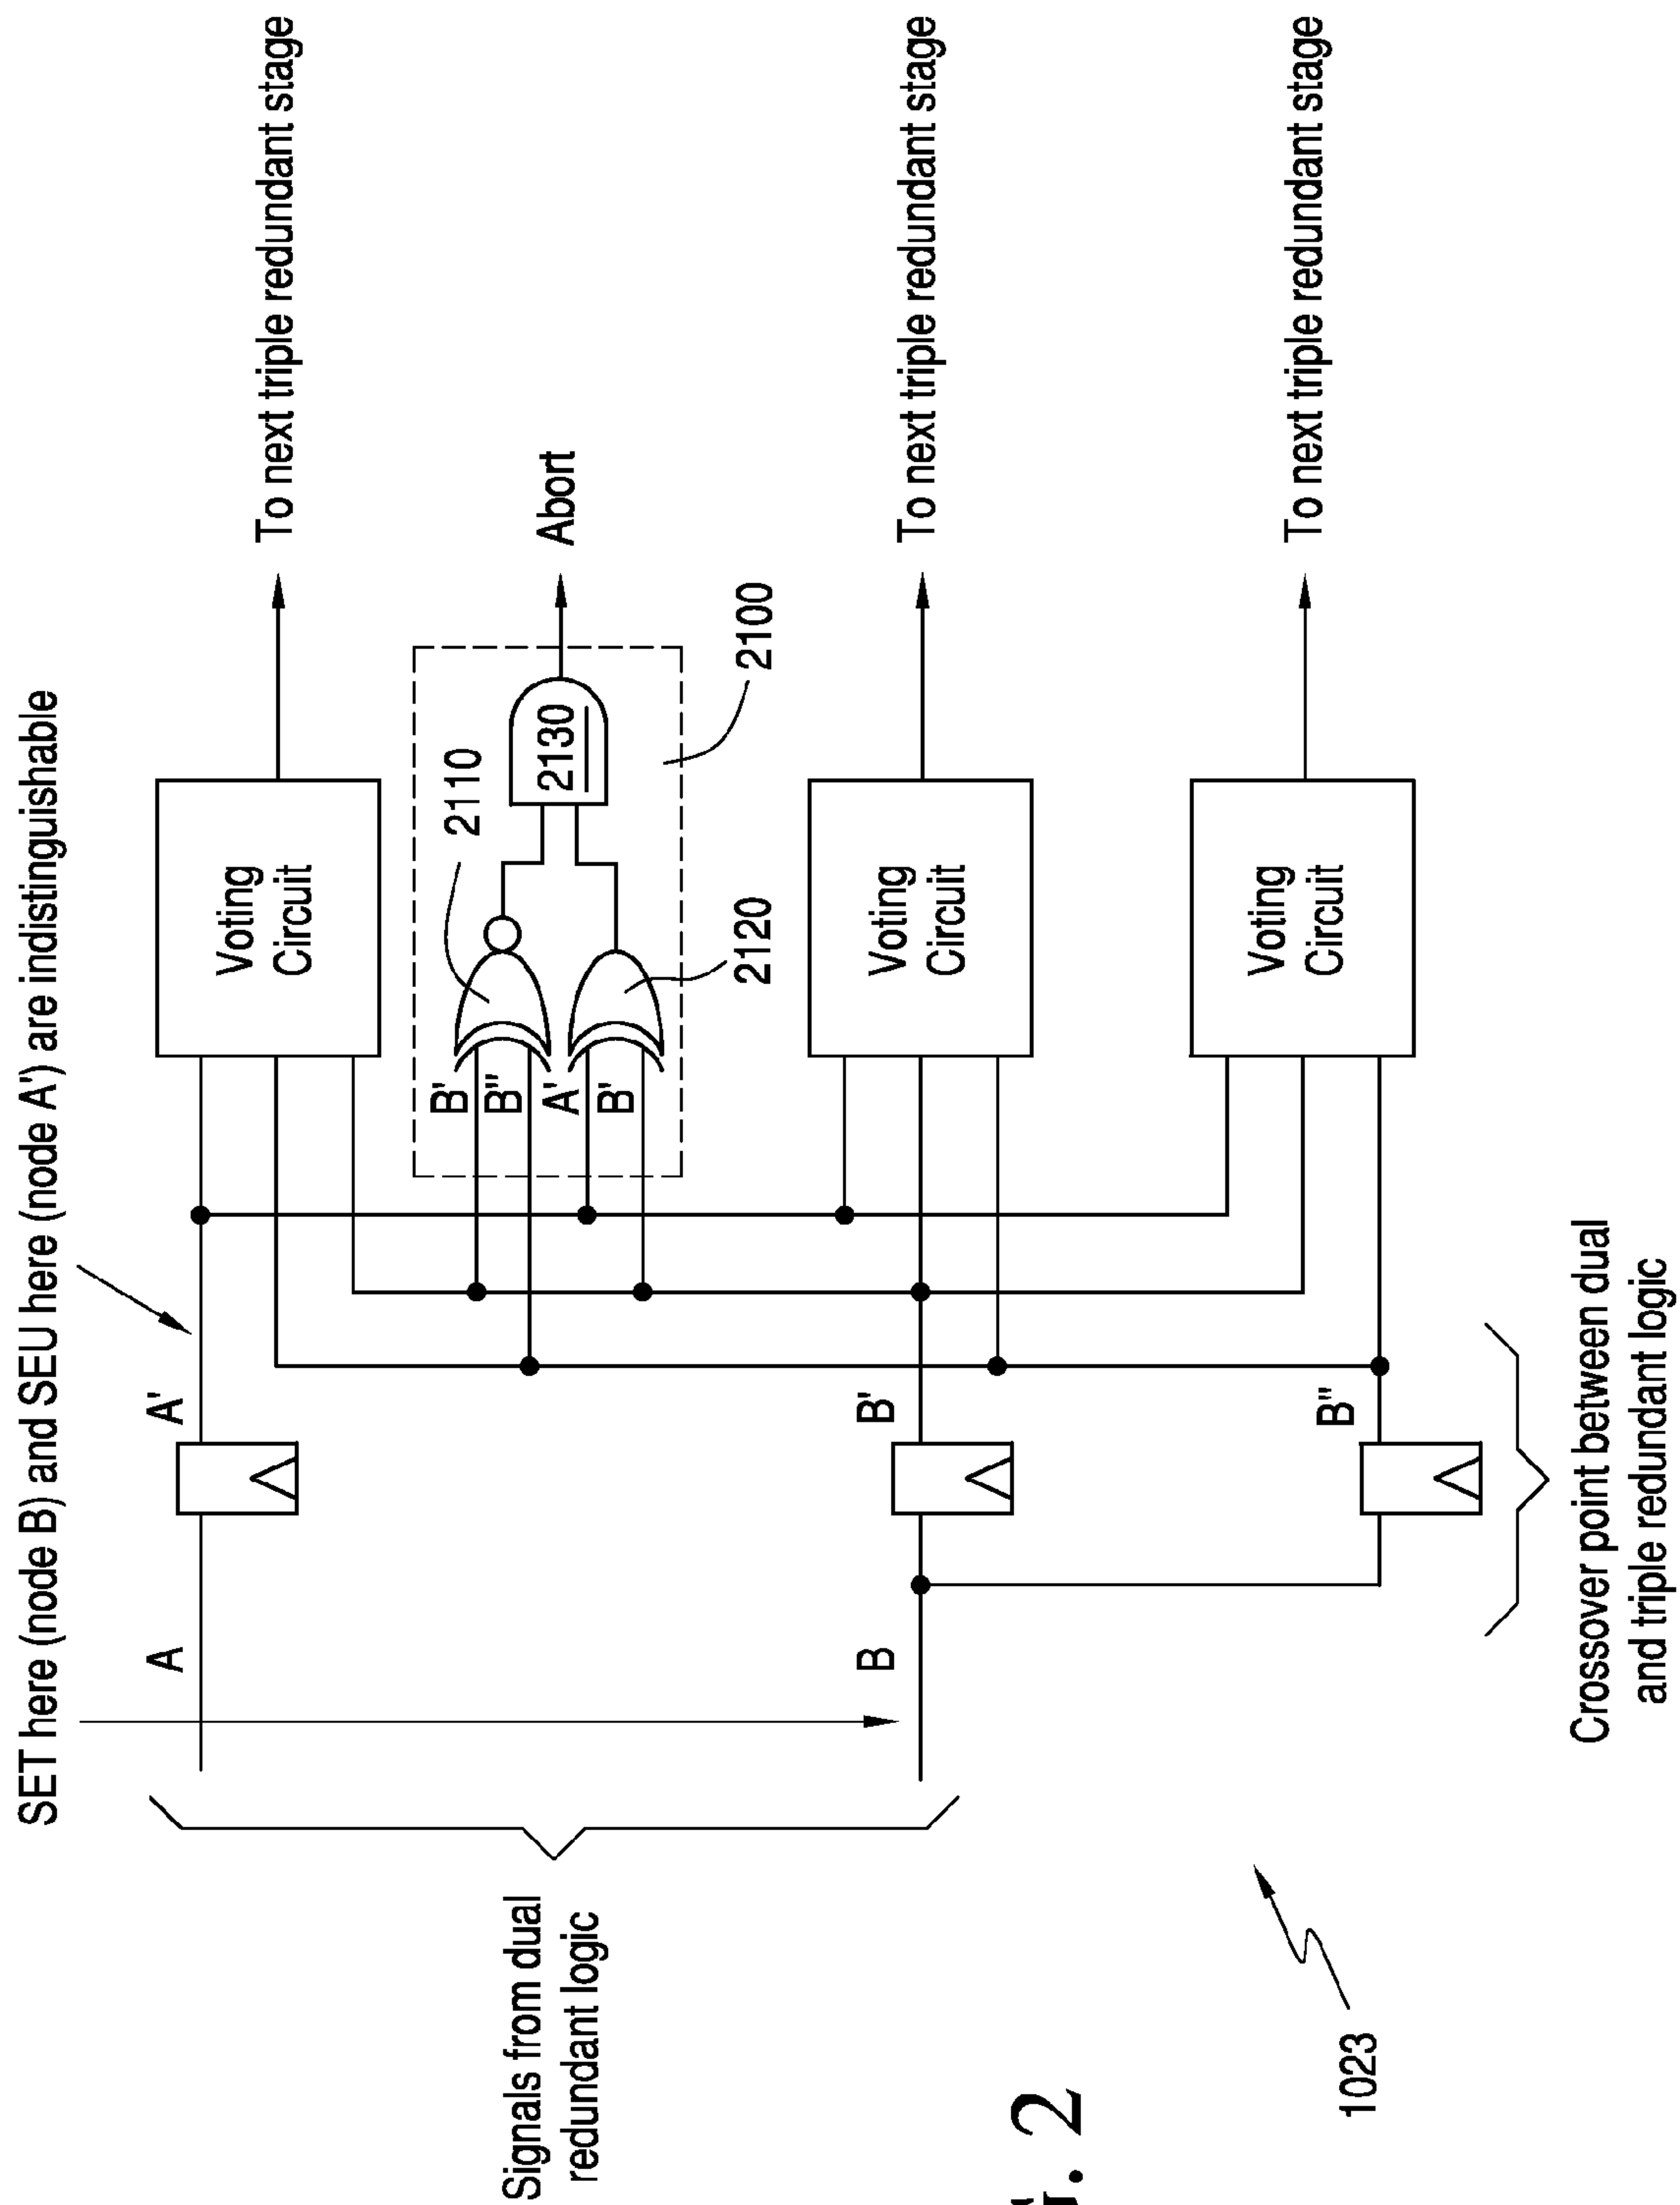 SET here (node B) and SEU here (node A') are indistinguishable
Signals from dual
redundant logic
A
A'
B
B'
B"
Voting
Circuit
To next triple redundant stage
B'
B"
A'
B'
2110
2120
2130
2100
Abort
Voting
Circuit
To next triple redundant stage
Voting
Circuit
To next triple redundant stage
Crossover point between dual
and triple redundant logic
1023
2